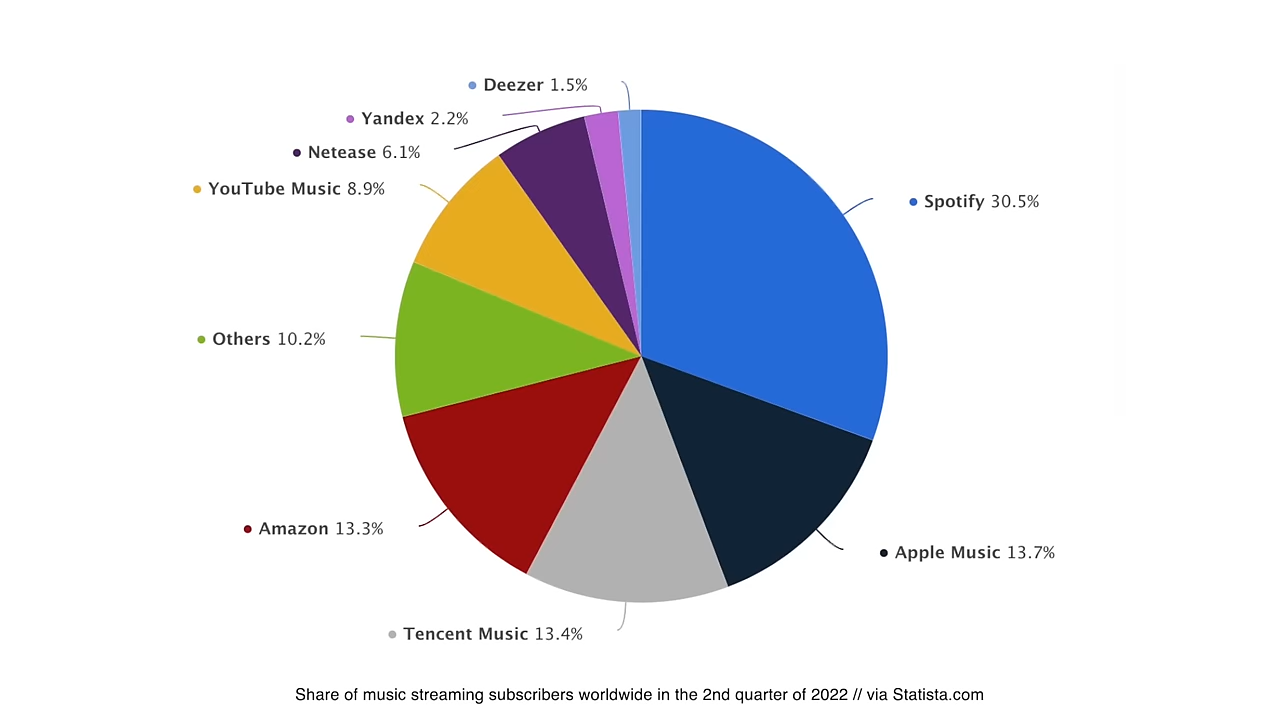 Deezer 1.5%
Yandex 2.2%
Netease 6.1%
YouTube Music 8.9%
Spotify 30.5%
Others 10.2%
Amazon 13.3%
Apple Music 13.7%
Tencent Music 13.4%
Share of music streaming subscribers worldwide in the 2nd quarter of 2022 // via Statista.com